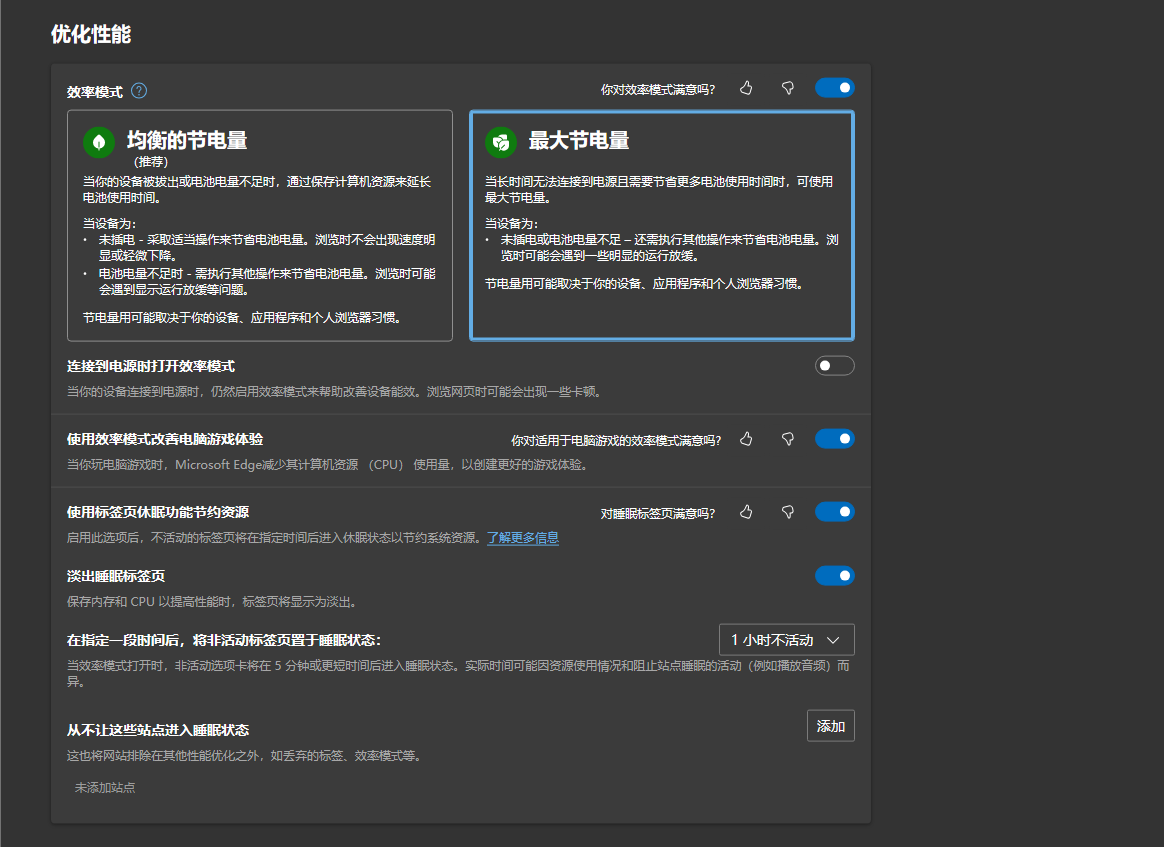 优化性能
效率模式
你对效率模式满意吗?
均衡的节电量
(推荐)
当你的设备被拔出或电池电量不足时，通过保存计算机资源来延长
电池使用时间。
当设备为:
• 未插电 - 采取适当操作来节省电池电量。浏览时不会出现速度明
显或轻微下降。
• 电池电量不足时 - 需执行其他操作来节省电池电量。浏览时可能
会遇到显示运行放缓等问题。
节电量用可能取决于你的设备、应用程序和个人浏览器习惯。
最大节电量
当长时间无法连接到电源且需要节省更多电池使用时间时，可使用
最大节电量。
当设备为:
• 未插电或电池电量不足 – 还需执行其他操作来节省电池电量。浏
览时可能会遇到一些明显的运行放缓。
节电量用可能取决于你的设备、应用程序和个人浏览器习惯。
连接到电源时打开效率模式
当你的设备连接到电源时，仍然启用效率模式来帮助改善设备能效。浏览网页时可能会出现一些卡顿。
使用效率模式改善电脑游戏体验
你对适用于电脑游戏的效率模式满意吗?
当你玩电脑游戏时，Microsoft Edge减少其计算机资源 （CPU） 使用量，以创建更好的游戏体验。
使用标签页休眠功能节约资源
对睡眠标签页满意吗?
启用此选项后，不活动的标签页将在指定时间后进入休眠状态以节约系统资源。了解更多信息
淡出睡眠标签页
保存内存和 CPU 以提高性能时，标签页将显示为淡出。
在指定一段时间后，将非活动标签页置于睡眠状态:
1 小时不活动
当效率模式打开时，非活动选项卡将在 5 分钟或更短时间后进入睡眠状态。实际时间可能因资源使用情况和阻止站点睡眠的活动（例如播放音频）而
异。
从不让这些站点进入睡眠状态
添加
这也将网站排除在其他性能优化之外，如丢弃的标签、效率模式等。
未添加站点